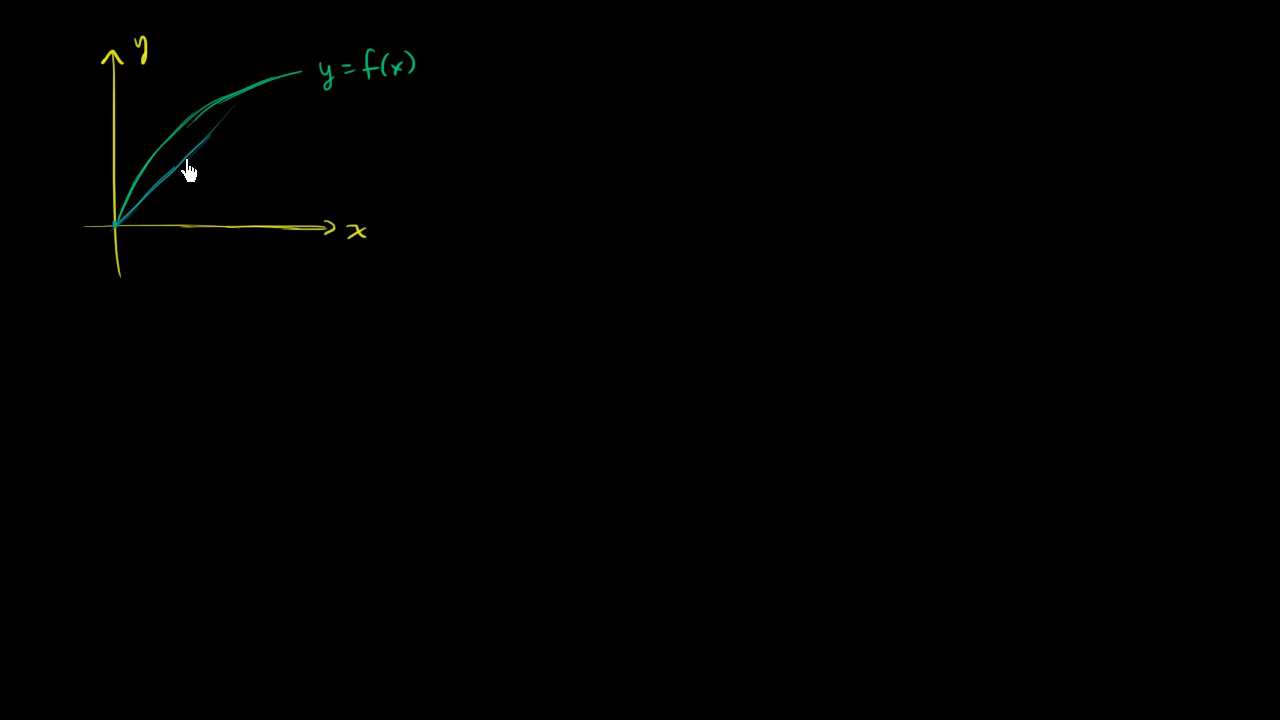 y
y = f(x)
x